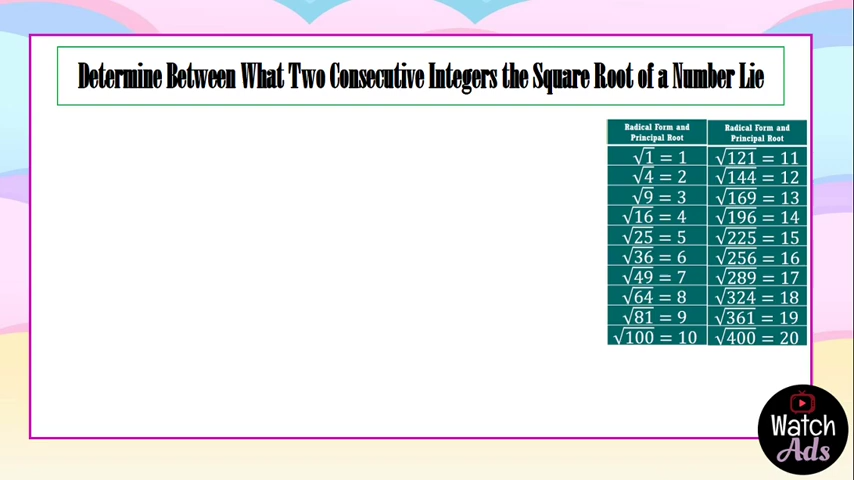 Determine Between What Two Consecutive Integers the Square Root of a Number Lie
Radical Form and Principal Root
Radical Form and Principal Root
√1 = 1
√121 = 11
√4 = 2
√144 = 12
√9 = 3
√169 = 13
√16 = 4
√196 = 14
√25 = 5
√225 = 15
√36 = 6
√256 = 16
√49 = 7
√289 = 17
√64 = 8
√324 = 18
√81 = 9
√361 = 19
√100 = 10
√400 = 20
Watch
Ads